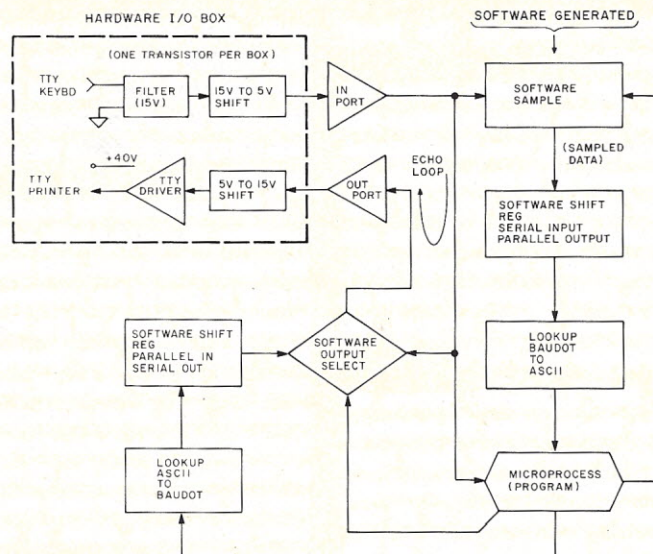 HARDWARE I/O BOX
SOFTWARE GENERATED
(ONE TRANSISTOR PER BOX)
TTY
KEYBD
FILTER
(15V)
15V TO 5V
SHIFT
IN
PORT
SOFTWARE
SAMPLE
+40V
TTY
PRINTER
TTY
DRIVER
5V TO 15V
SHIFT
OUT
PORT
ECHO
LOOP
(SAMPLED
DATA)
SOFTWARE SHIFT
REG
SERIAL INPUT
PARALLEL OUTPUT
SOFTWARE SHIFT
REG
PARALLEL IN
SERIAL OUT
SOFTWARE
OUTPUT
SELECT
LOOKUP
BAUDOT
TO
ASCII
LOOKUP
ASCII
TO
BAUDOT
MICROPROCESS
(PROGRAM)